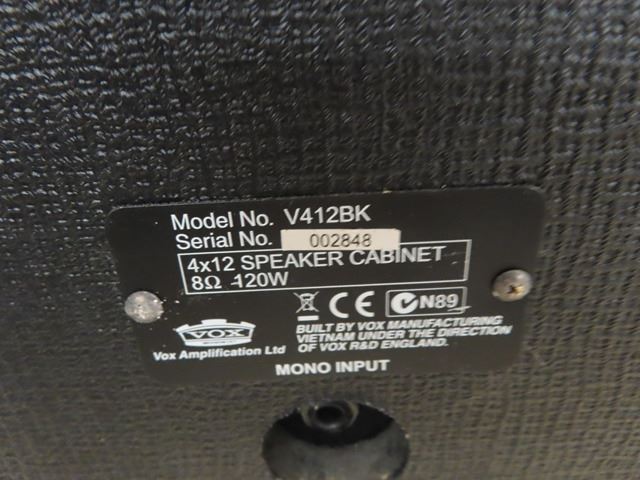 Model No. V412BK
Serial No. 002848
4x12 SPEAKER CABINET
8Ω 120W
CE N89
VOX
Vox Amplification Ltd
BUILT BY VOX MANUFACTURING
VIETNAM UNDER THE DIRECTION
OF VOX R&D ENGLAND.
MONO INPUT